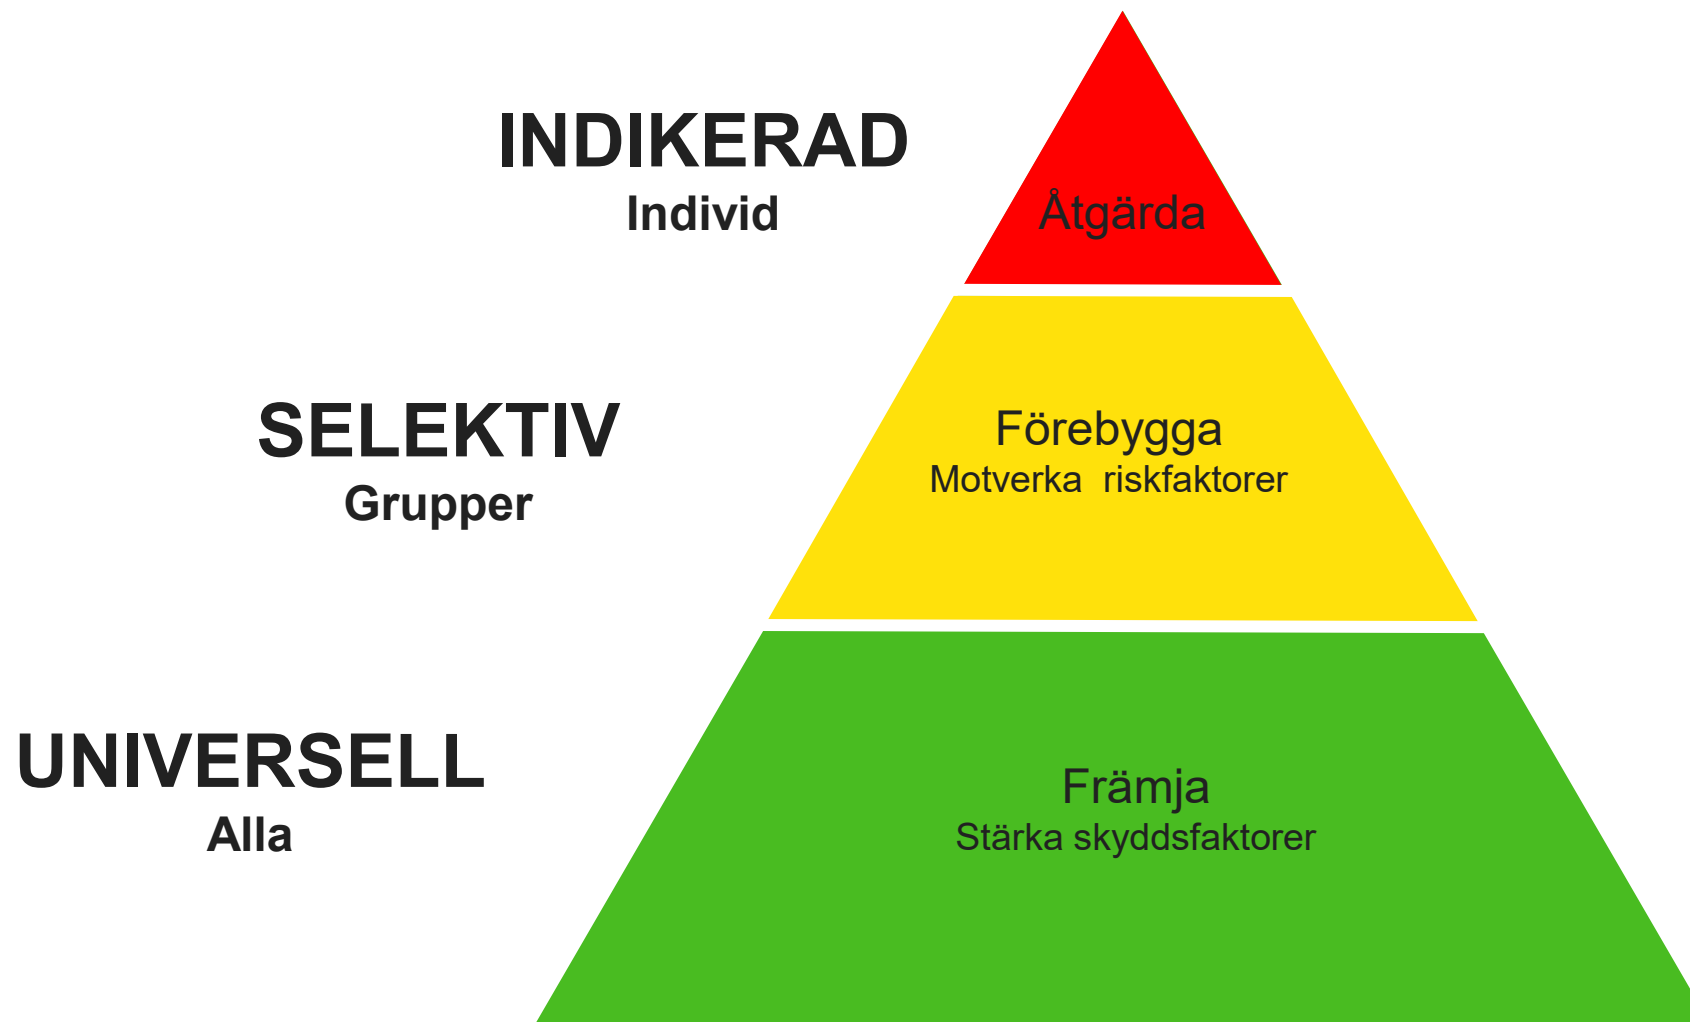 INDIKERAD
Individ
Åtgärda
SELEKTIV
Grupper
Förebygga
Motverka  riskfaktorer
UNIVERSELL
Alla
Främja
Stärka skyddsfaktorer